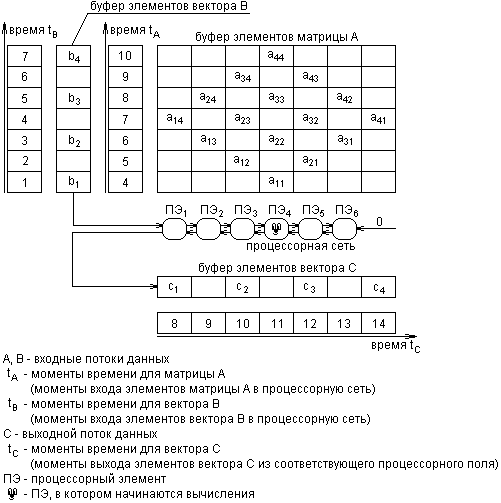 буфер элементов вектора В
время tB время tA
буфер элементов матрицы А
7 b4 10 a44
6 9 a34 a43
5 b3 8 a24 a33 a42
4 7 a14 a23 a32 a41
3 b2 6 a13 a22 a31
2 5 a12 a21
1 b1 4 a11
ПЭ1 ПЭ2 ПЭ3 ПЭ4 ПЭ5 ПЭ6
0
процессорная сеть
буфер элементов вектора С
c1 c2 c3 c4
8 9 10 11 12 13 14
время tC
А, В - входные потоки данных
tA - моменты времени для матрицы А
(моменты входа элементов матрицы А в процессорную сеть)
tB - моменты времени для вектора В
(моменты входа элементов вектора В в процессорную сеть)
С - выходной поток данных
tC - моменты времени для вектора С
(моменты выхода элементов вектора С из соответствующего процессорного поля)
ПЭ - процессорный элемент
- ПЭ, в котором начинаются вычисления